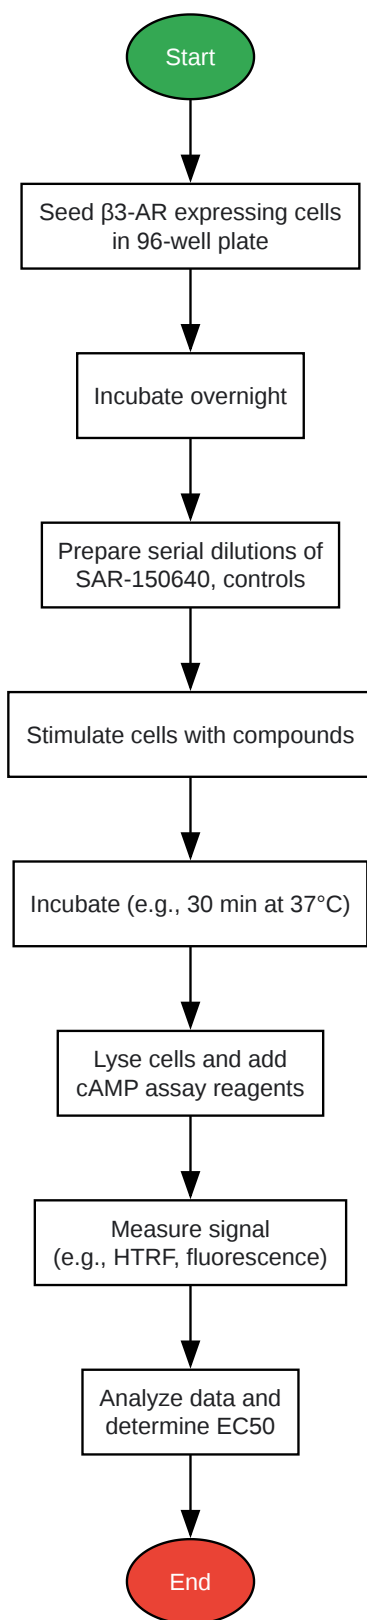 Start
Seed β3-AR expressing cells
in 96-well plate
Incubate overnight
Prepare serial dilutions of
SAR-150640, controls
Stimulate cells with compounds
Incubate (e.g., 30 min at 37°C)
Lyse cells and add
cAMP assay reagents
Measure signal
(e.g., HTRF, fluorescence)
Analyze data and
determine EC50
End